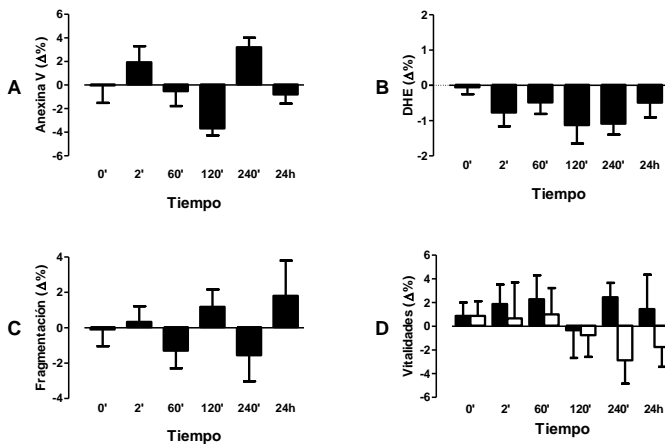 A
Anexina V (Δ%)
6
4
2
0
-2
-4
-6
0' 2' 60' 120' 240' 24h
Tiempo
B
DHE (Δ%)
2
1
0
-1
-2
0' 2' 60' 120' 240' 24h
Tiempo
C
Fragmentación (Δ%)
4
2
0
-2
-4
0' 2' 60' 120' 240' 24h
Tiempo
D
Vitalidades (Δ%)
6
4
2
0
-2
-4
-6
0' 2' 60' 120' 240' 24h
Tiempo